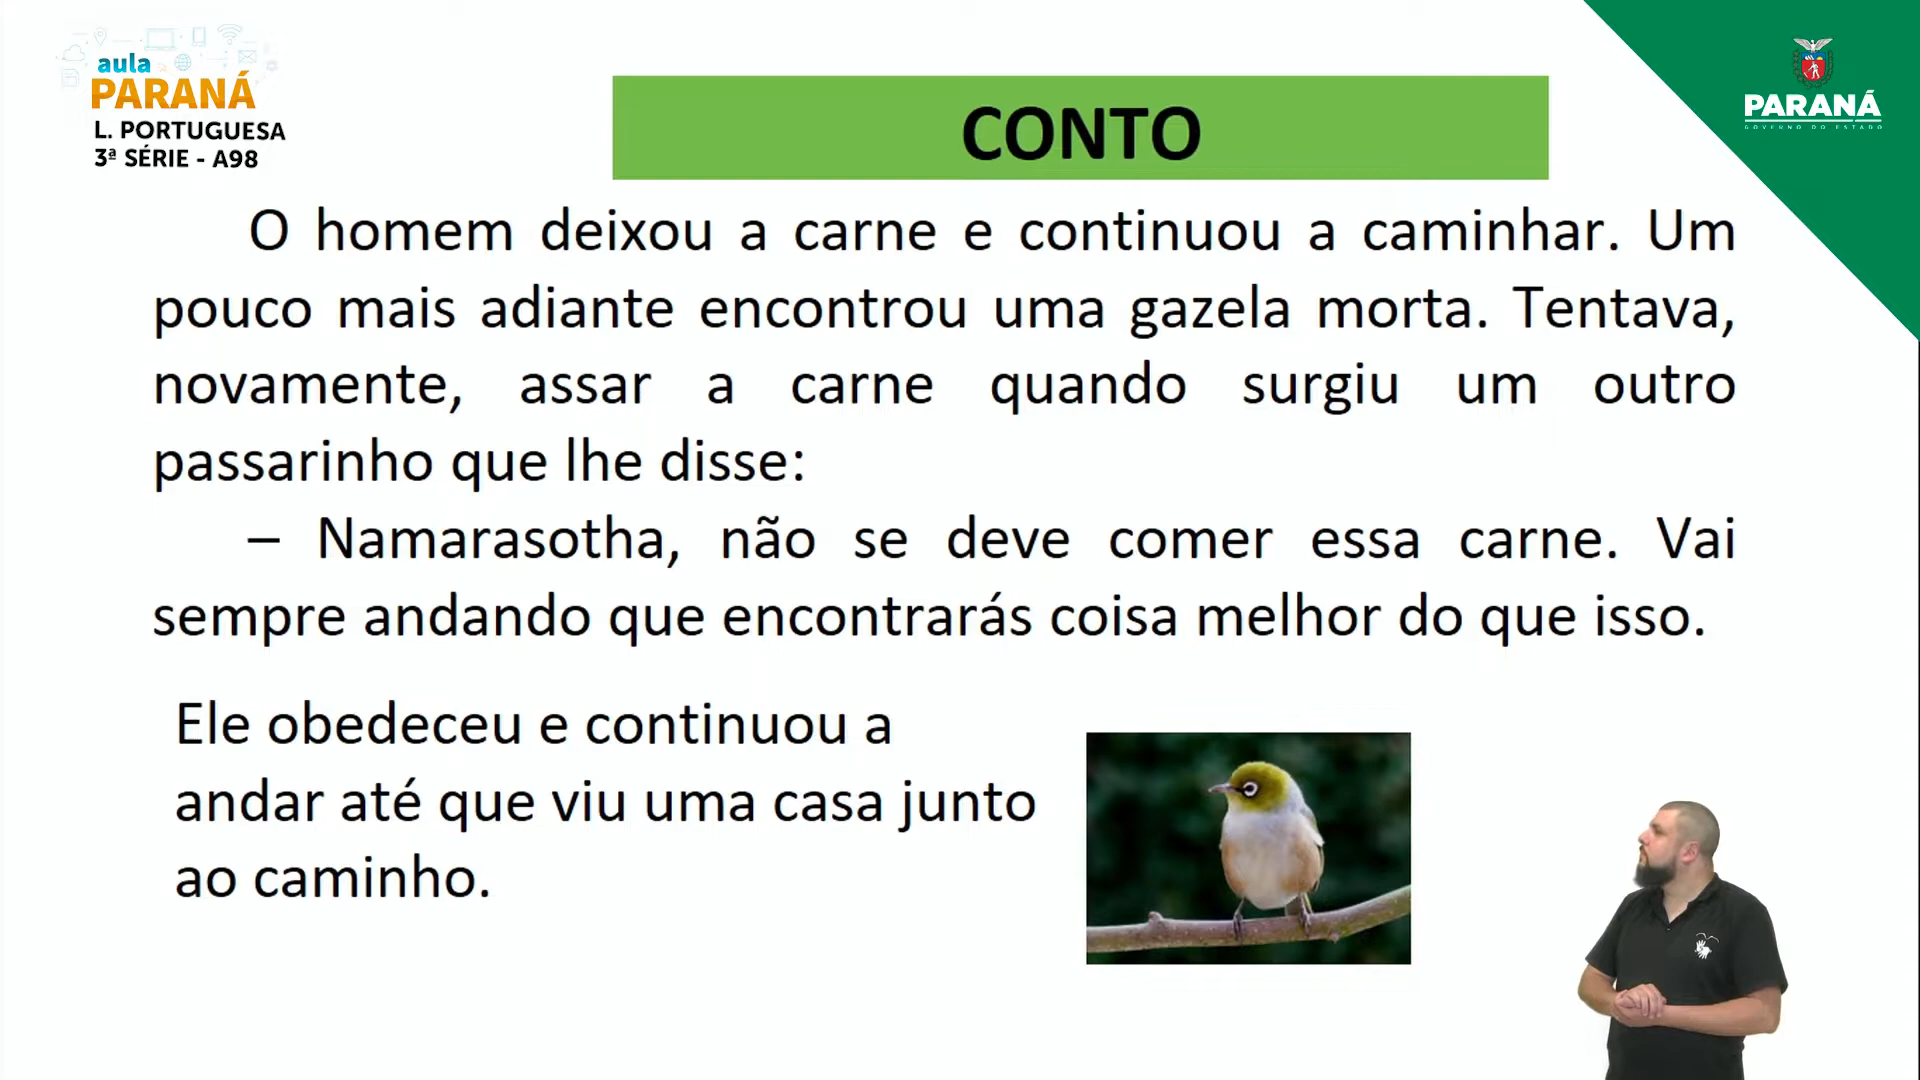 aula
PARANÁ
L. PORTUGUESA
3ª SÉRIE - A98
CONTO
PARANÁ
GOVERNO DO ESTADO
O homem deixou a carne e continuou a caminhar. Um
pouco mais adiante encontrou uma gazela morta. Tentava,
novamente, assar a carne quando surgiu um outro
passarinho que lhe disse:
– Namarasotha, não se deve comer essa carne. Vai
sempre andando que encontrarás coisa melhor do que isso.
Ele obedeceu e continuou a
andar até que viu uma casa junto
ao caminho.